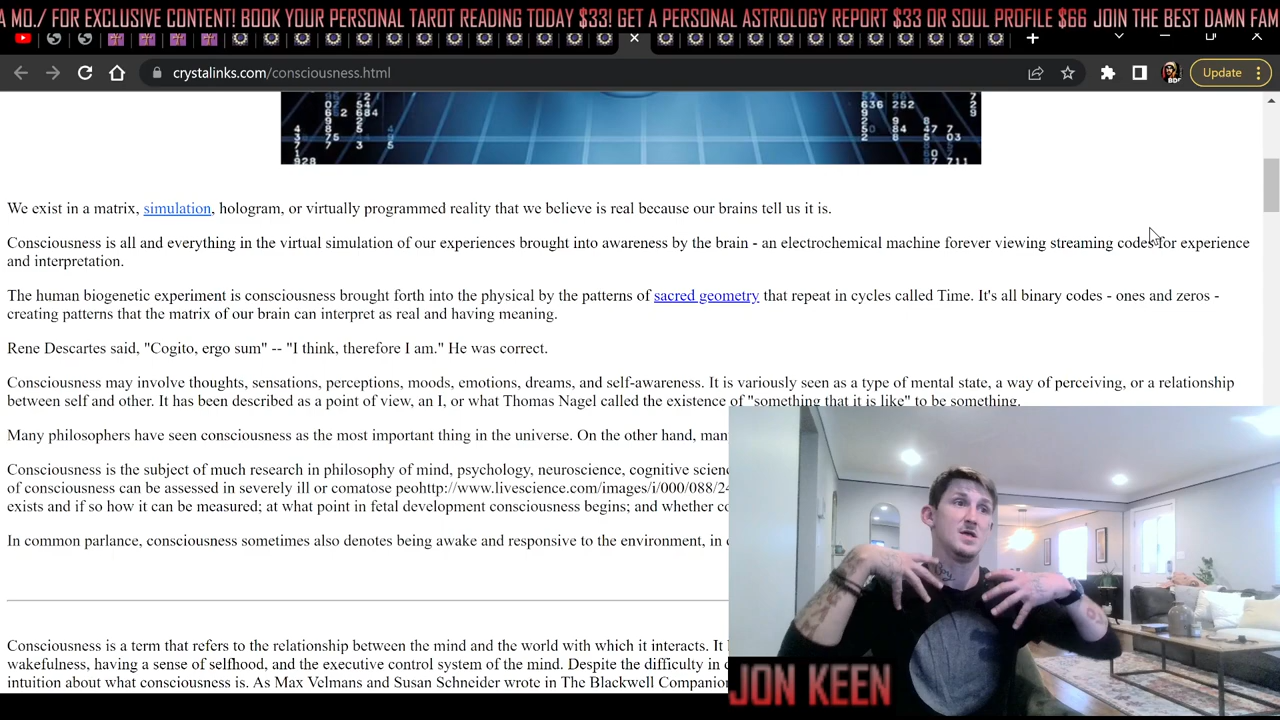 A MO./ FOR EXCLUSIVE CONTENT! BOOK YOUR PERSONAL TAROT READING TODAY $33! GET A PERSONAL ASTROLOGY REPORT $33 OR SOUL PROFILE $66 JOIN THE BEST DAMN FAM
crystalinks.com/consciousness.html
Update
We exist in a matrix, simulation, hologram, or virtually programmed reality that we believe is real because our brains tell us it is.
Consciousness is all and everything in the virtual simulation of our experiences brought into awareness by the brain - an electrochemical machine forever viewing streaming codes for experience
and interpretation.
The human biogenetic experiment is consciousness brought forth into the physical by the patterns of sacred geometry that repeat in cycles called Time. It's all binary codes - ones and zeros -
creating patterns that the matrix of our brain can interpret as real and having meaning.
Rene Descartes said, "Cogito, ergo sum" -- "I think, therefore I am." He was correct.
Consciousness may involve thoughts, sensations, perceptions, moods, emotions, dreams, and self-awareness. It is variously seen as a type of mental state, a way of perceiving, or a relationship
between self and other. It has been described as a point of view, an I, or what Thomas Nagel called the existence of "something that it is like" to be something.
Many philosophers have seen consciousness as the most important thing in the universe. On the other hand, man
Consciousness is the subject of much research in philosophy of mind, psychology, neuroscience, cognitive scien
of consciousness can be assessed in severely ill or comatose peohttp://www.livescience.com/images/i/000/088/24
exists and if so how it can be measured; at what point in fetal development consciousness begins; and whether co
In common parlance, consciousness sometimes also denotes being awake and responsive to the environment, in
Consciousness is a term that refers to the relationship between the mind and the world with which it interacts. It
wakefulness, having a sense of selfhood, and the executive control system of the mind. Despite the difficulty in
intuition about what consciousness is. As Max Velmans and Susan Schneider wrote in The Blackwell Companion
JON KEEN